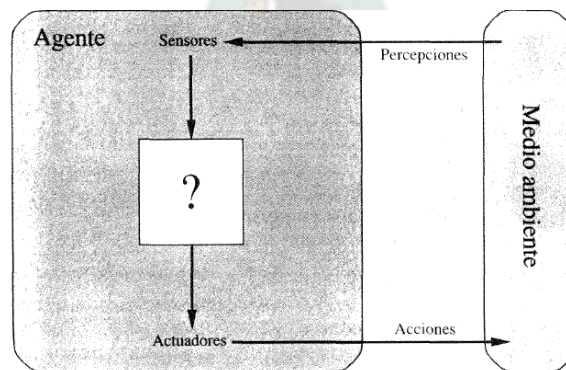 Agente
Sensores
Percepciones
?
Medio ambiente
Actuadores
Acciones